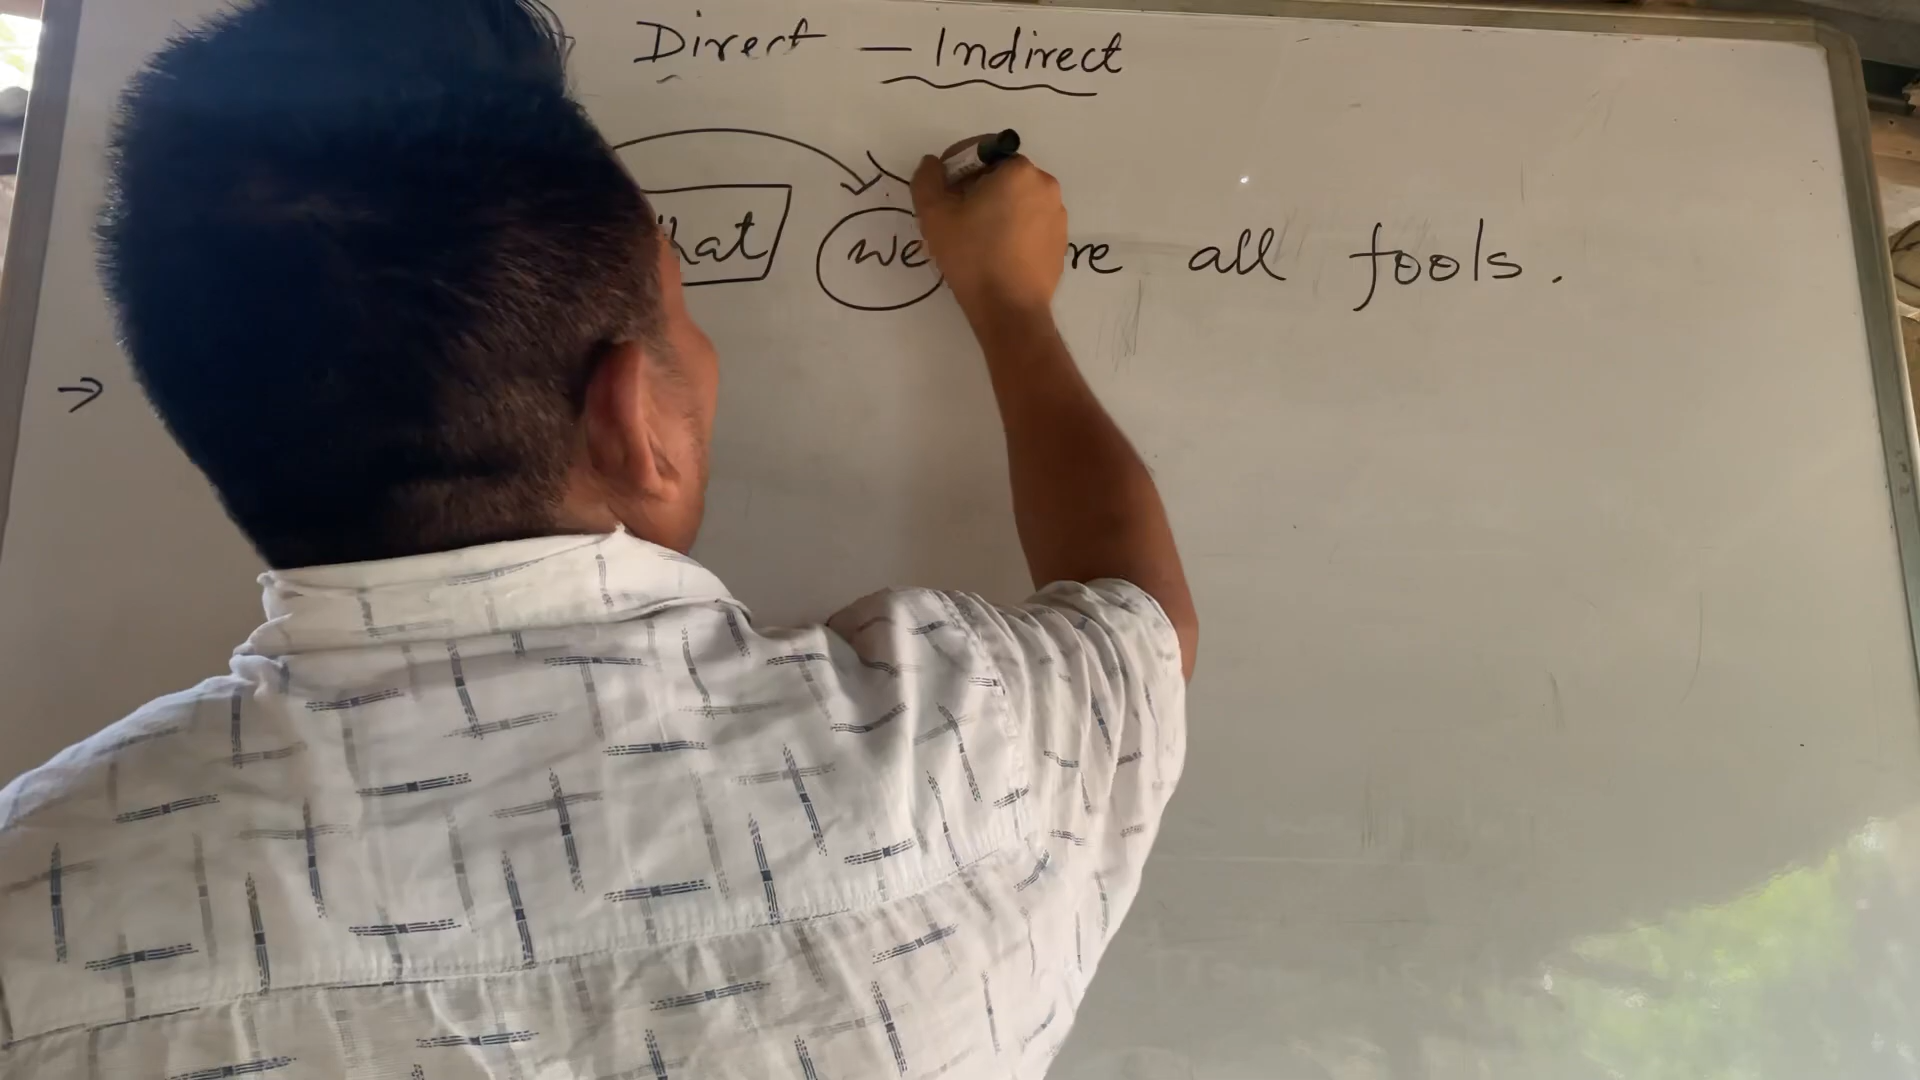 Direct — Indirect
hat we re all fools.
→